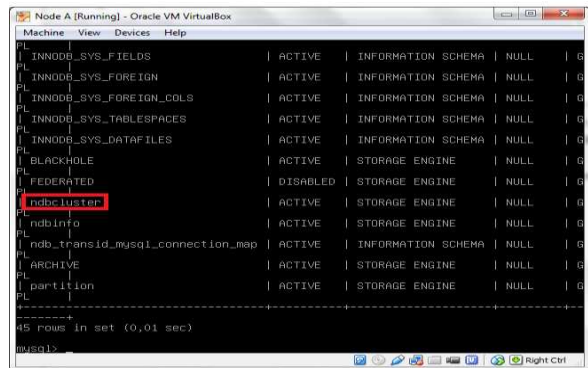 Node A [Running] - Oracle VM VirtualBox
Machine View Devices Help
PL |
| INNODB_SYS_FIELDS | ACTIVE | INFORMATION SCHEMA | NULL | G
PL |
| INNODB_SYS_FOREIGN | ACTIVE | INFORMATION SCHEMA | NULL | G
PL |
| INNODB_SYS_FOREIGN_COLS | ACTIVE | INFORMATION SCHEMA | NULL | G
PL |
| INNODB_SYS_TABLESPACES | ACTIVE | INFORMATION SCHEMA | NULL | G
PL |
| INNODB_SYS_DATAFILES | ACTIVE | INFORMATION SCHEMA | NULL | G
PL |
| BLACKHOLE | ACTIVE | STORAGE ENGINE | NULL | G
PL |
| FEDERATED | DISABLED | STORAGE ENGINE | NULL | G
PL |
| ndbcluster | ACTIVE | STORAGE ENGINE | NULL | G
PL |
| ndbinfo | ACTIVE | STORAGE ENGINE | NULL | G
PL |
| ndb_transid_mysql_connection_map | ACTIVE | INFORMATION SCHEMA | NULL | G
PL |
| ARCHIVE | ACTIVE | STORAGE ENGINE | NULL | G
PL |
| partition | ACTIVE | STORAGE ENGINE | NULL | G
PL |
45 rows in set (0,01 sec)
mysql> _
Right Ctrl